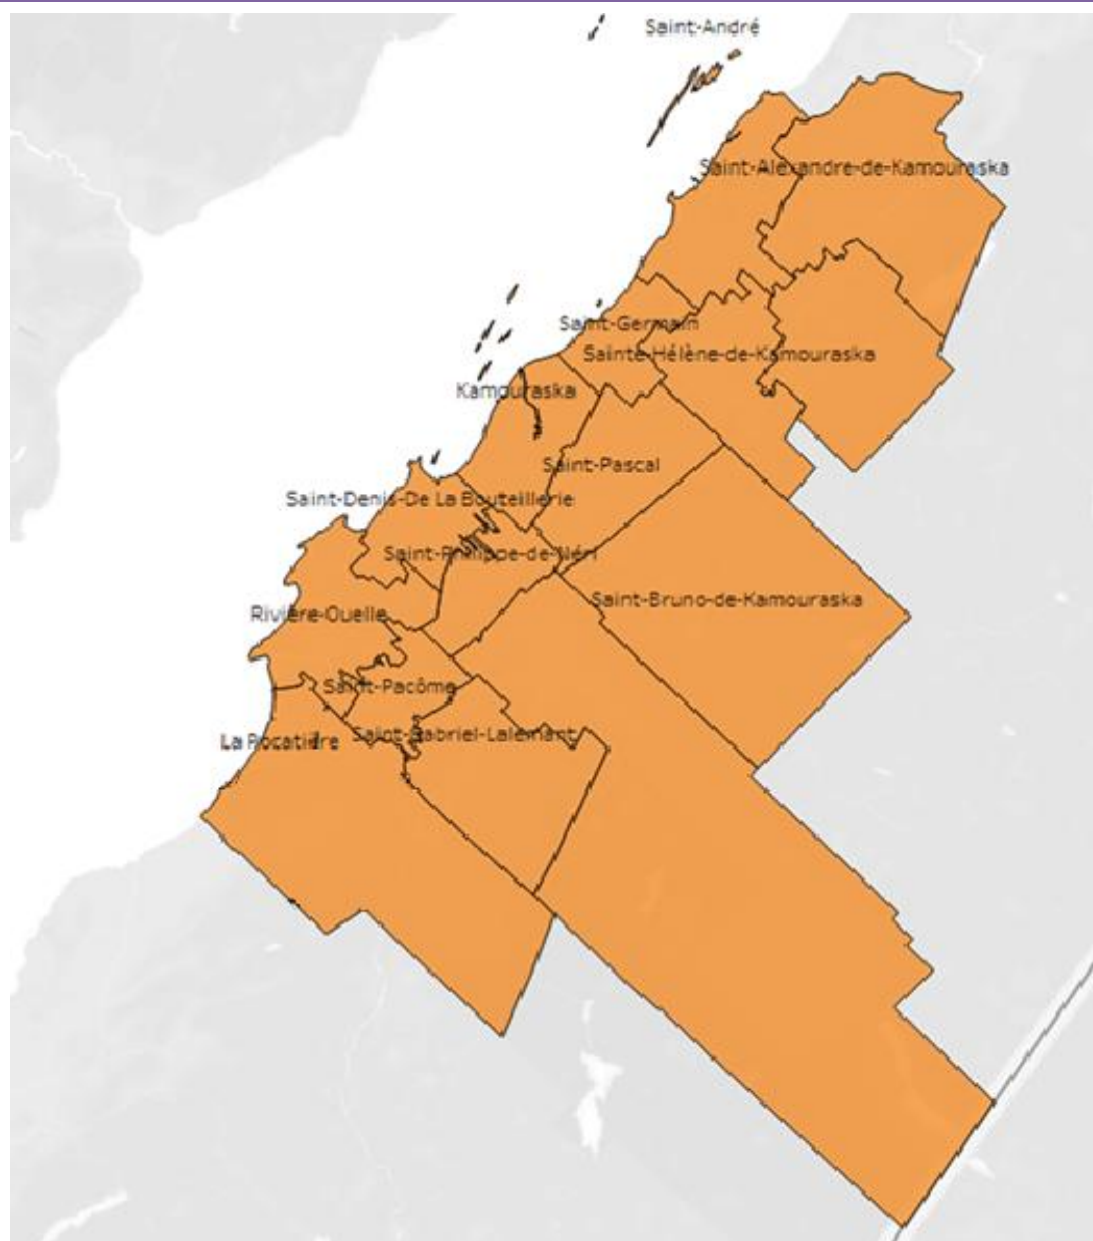 Saint-André
Saint-Alexandre-de-Kamouraska
Saint-Germain
Sainte-Hélène-de-Kamouraska
Kamouraska
Saint-Pascal
Saint-Denis-De La Bouteillerie
Saint-Philippe-de-Néri
Saint-Bruno-de-Kamouraska
Rivière-Ouelle
Saint-Pacôme
Saint-Gabriel-Lalemant
La Pocatière